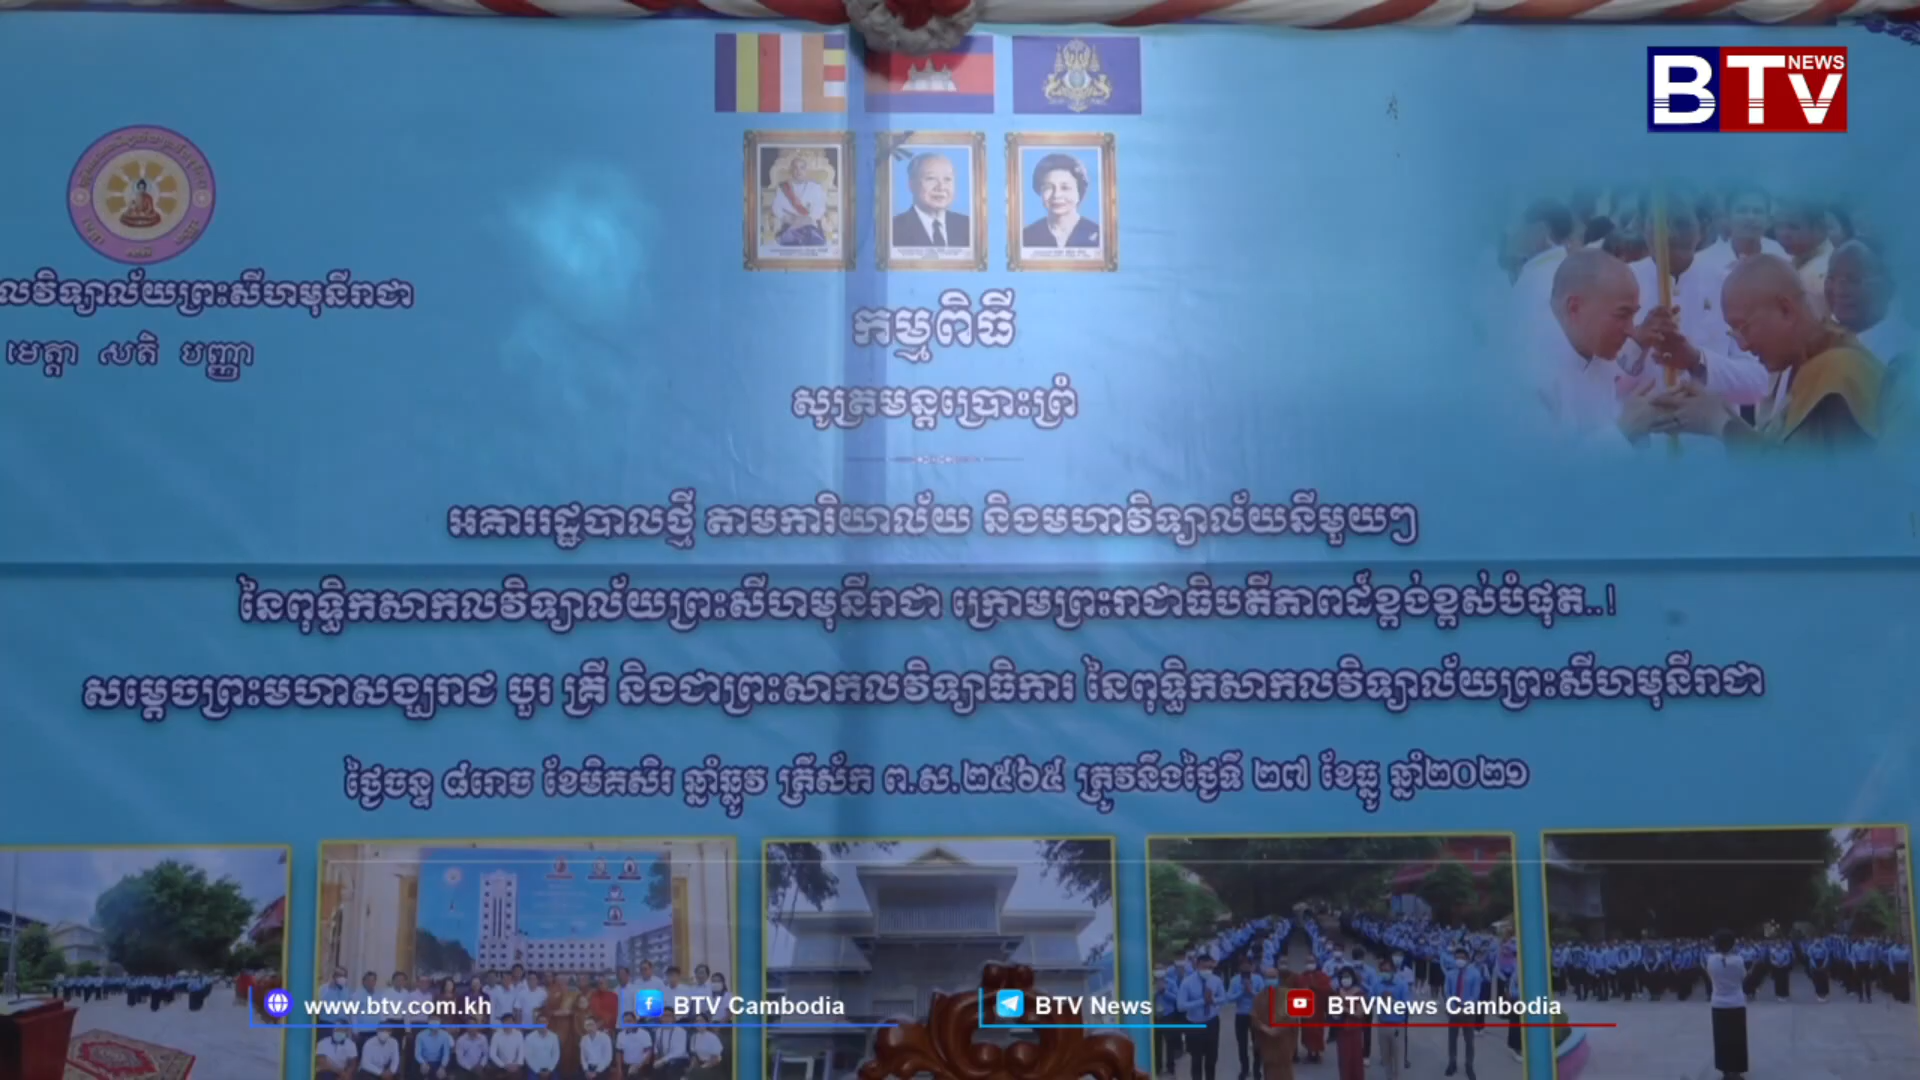 BTV NEWS
លវិទ្យាល័យព្រះសីហមុនីរាជា
មេត្តា សតិ បញ្ញា
កម្មពិធី
សូត្រមន្តប្រោះព្រំ
អគាររដ្ឋបាលថ្មី តាមការិយាល័យ និងមហាវិទ្យាល័យនីមួយៗ
នៃពុទ្ធិកសាកលវិទ្យាល័យព្រះសីហមុនីរាជា ក្រោមព្រះរាជាធិបតីភាពដ៍ខ្ពង់ខ្ពស់បំផុត..!
សម្តេចព្រះមហាសង្ឃរាជ បួរ គ្រី និងជាព្រះសាកលវិទ្យាធិការ នៃពុទ្ធិកសាកលវិទ្យាល័យព្រះសីហមុនីរាជា
ថ្ងៃចន្ទ ៨រោច ខែមិគសិរ ឆ្នាំឆ្លូវ ត្រីស័ក ព.ស.២៥៦៥ ត្រូវនឹងថ្ងៃទី ២៧ ខែធ្នូ ឆ្នាំ២០២១
www.btv.com.kh
BTV Cambodia
BTV News
BTVNews Cambodia